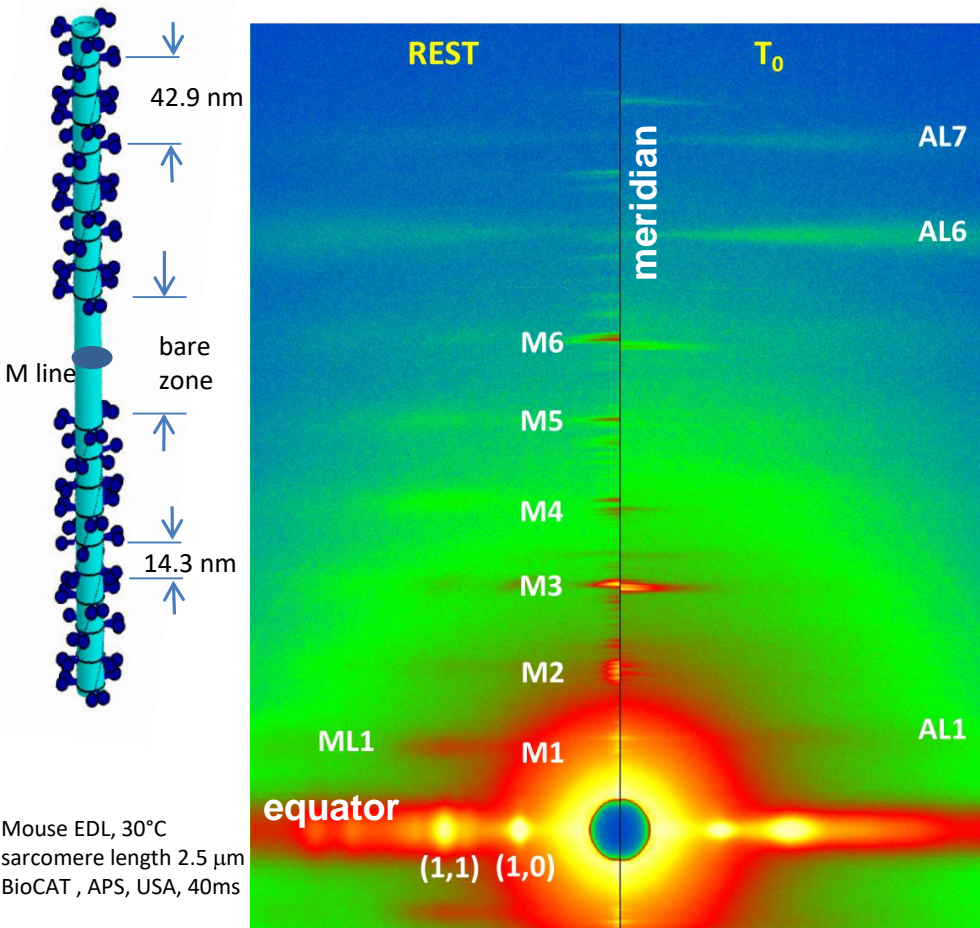 42.9 nm
M line
bare
zone
14.3 nm
Mouse EDL, 30°C
sarcomere length 2.5 μm
BioCAT , APS, USA, 40ms
REST
T₀
meridian
AL7
AL6
M6
M5
M4
M3
M2
ML1
M1
AL1
equator
(1,1) (1,0)